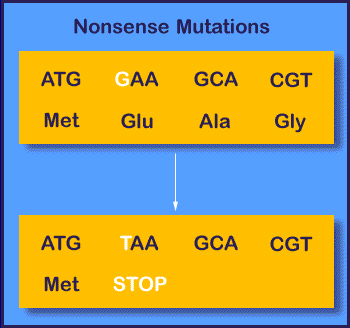 Nonsense Mutations
ATG GAA GCA CGT
Met Glu Ala Gly
ATG TAA GCA CGT
Met STOP